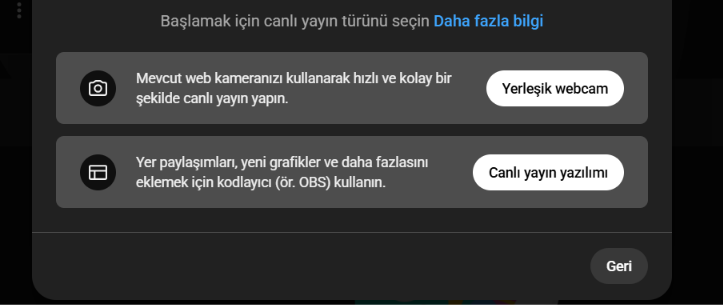 Başlamak için canlı yayın türünü seçin Daha fazla bilgi
Mevcut web kameranızı kullanarak hızlı ve kolay bir
şekilde canlı yayın yapın.
Yerleşik webcam
Yer paylaşımları, yeni grafikler ve daha fazlasını
eklemek için kodlayıcı (ör. OBS) kullanın.
Canlı yayın yazılımı
Geri